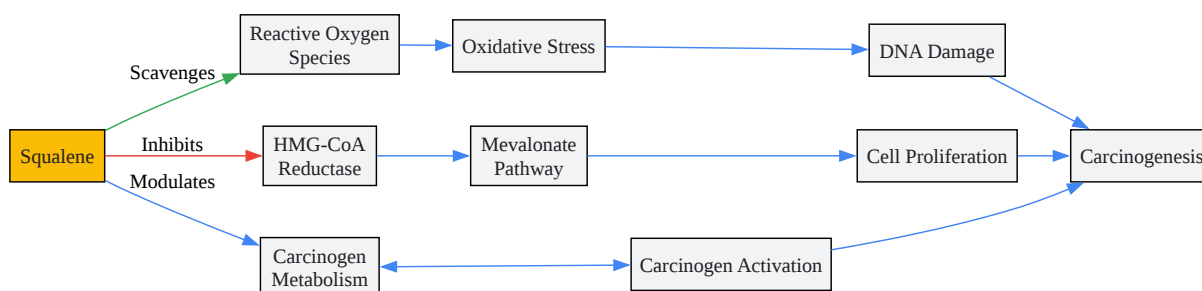 Reactive Oxygen
Species
Oxidative Stress
DNA Damage
Scavenges
Squalene
Inhibits
HMG-CoA
Reductase
Mevalonate
Pathway
Cell Proliferation
Carcinogenesis
Modulates
Carcinogen
Metabolism
Carcinogen Activation